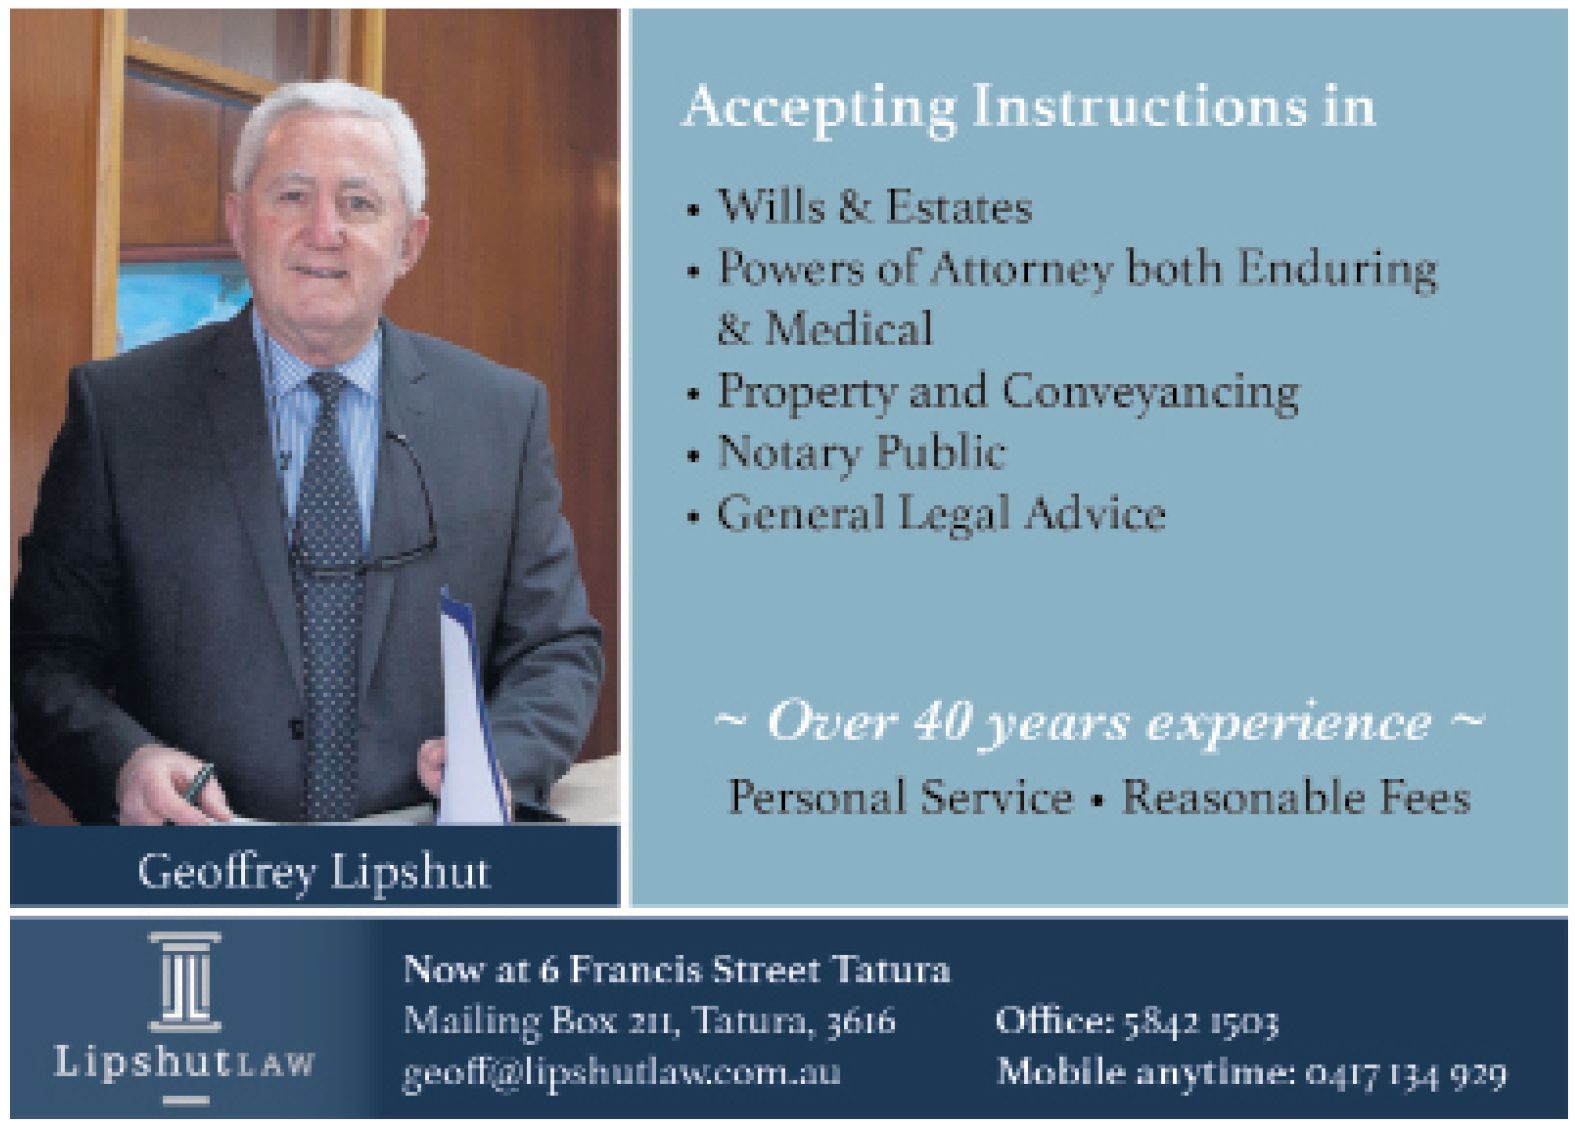 Accepting Instructions in
• Wills & Estates
• Powers of Attorney both Enduring
& Medical
• Property and Conveyancing
• Notary Public
• General Legal Advice
~ Over 40 years experience ~
Personal Service • Reasonable Fees
Geoffrey Lipshut
LipshutLAW
Now at 6 Francis Street Tatura
Mailing Box 211, Tatura, 3616
geoff@lipshutlaw.com.au
Office: 5842 1503
Mobile anytime: 0417 134 929